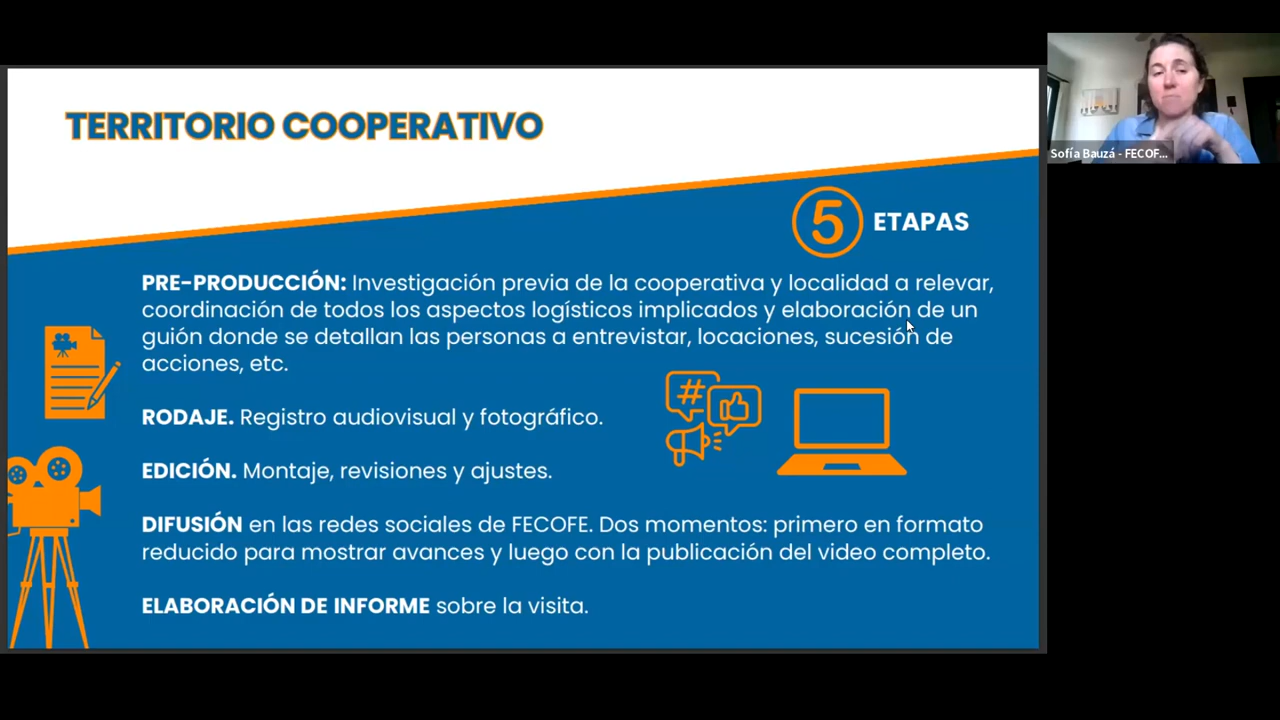 TERRITORIO COOPERATIVO
Sofía Bauzá - FECOF...
5 ETAPAS
PRE-PRODUCCIÓN: Investigación previa de la cooperativa y localidad a relevar,
coordinación de todos los aspectos logísticos implicados y elaboración de un
guión donde se detallan las personas a entrevistar, locaciones, sucesión de
acciones, etc.
#
RODAJE. Registro audiovisual y fotográfico.
EDICIÓN. Montaje, revisiones y ajustes.
DIFUSIÓN en las redes sociales de FECOFE. Dos momentos: primero en formato
reducido para mostrar avances y luego con la publicación del video completo.
ELABORACIÓN DE INFORME sobre la visita.